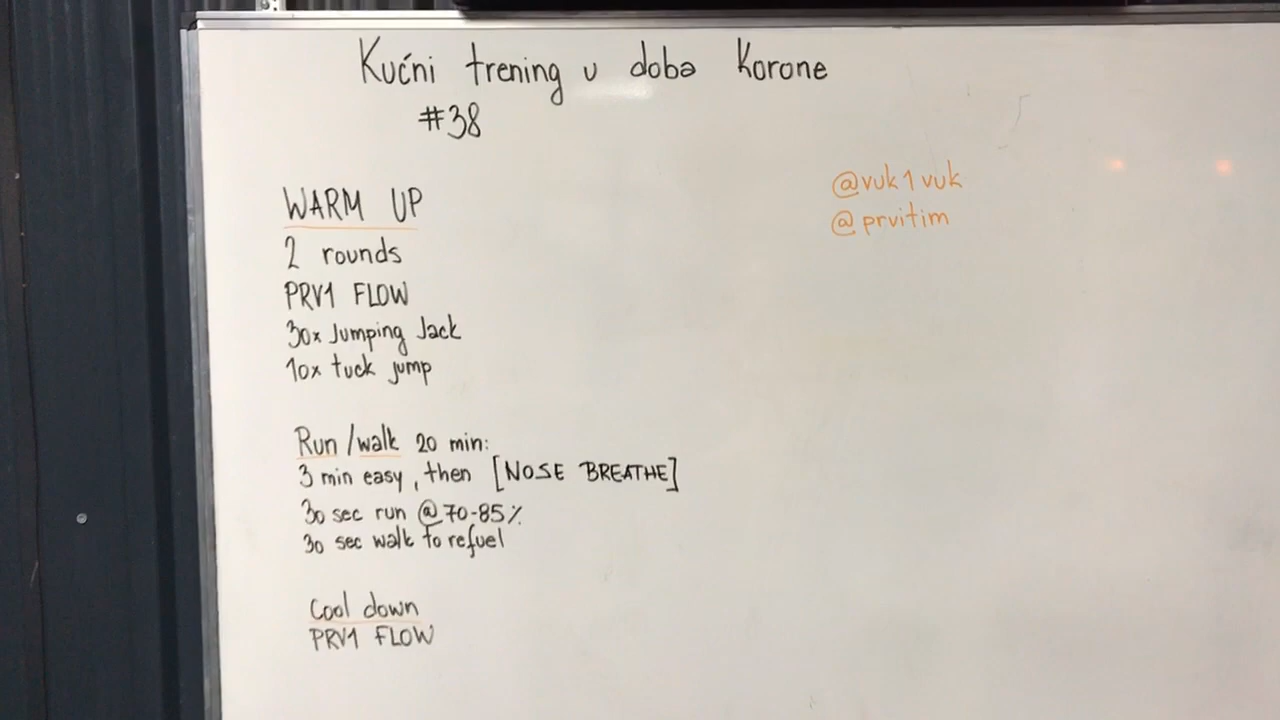 Kućni trening u doba Korone
#38
@vuk1vuk
@prvitim
WARM UP
2 rounds
PRV1 FLOW
30x Jumping Jack
10x tuck jump
Run/walk 20 min:
3 min easy, then [NOSE BREATHE]
30 sec run @70-85%
30 sec walk to refuel
Cool down
PRV1 FLOW